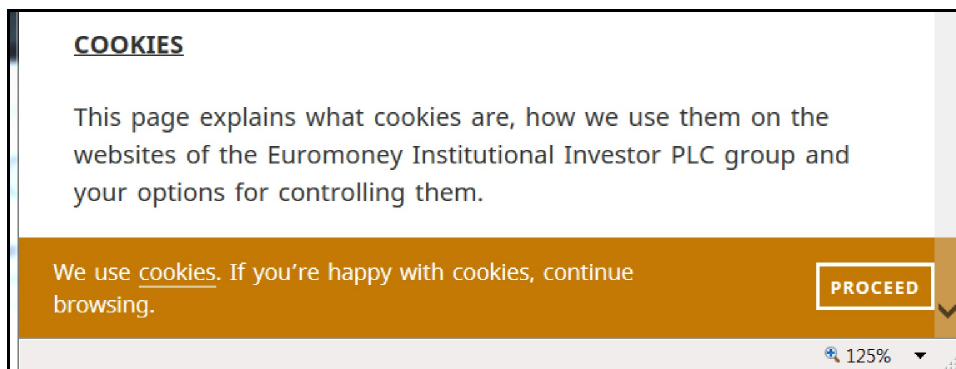 COOKIES
This page explains what cookies are, how we use them on the
websites of the Euromoney Institutional Investor PLC group and
your options for controlling them.
We use cookies. If you’re happy with cookies, continue
browsing.
PROCEED
125%